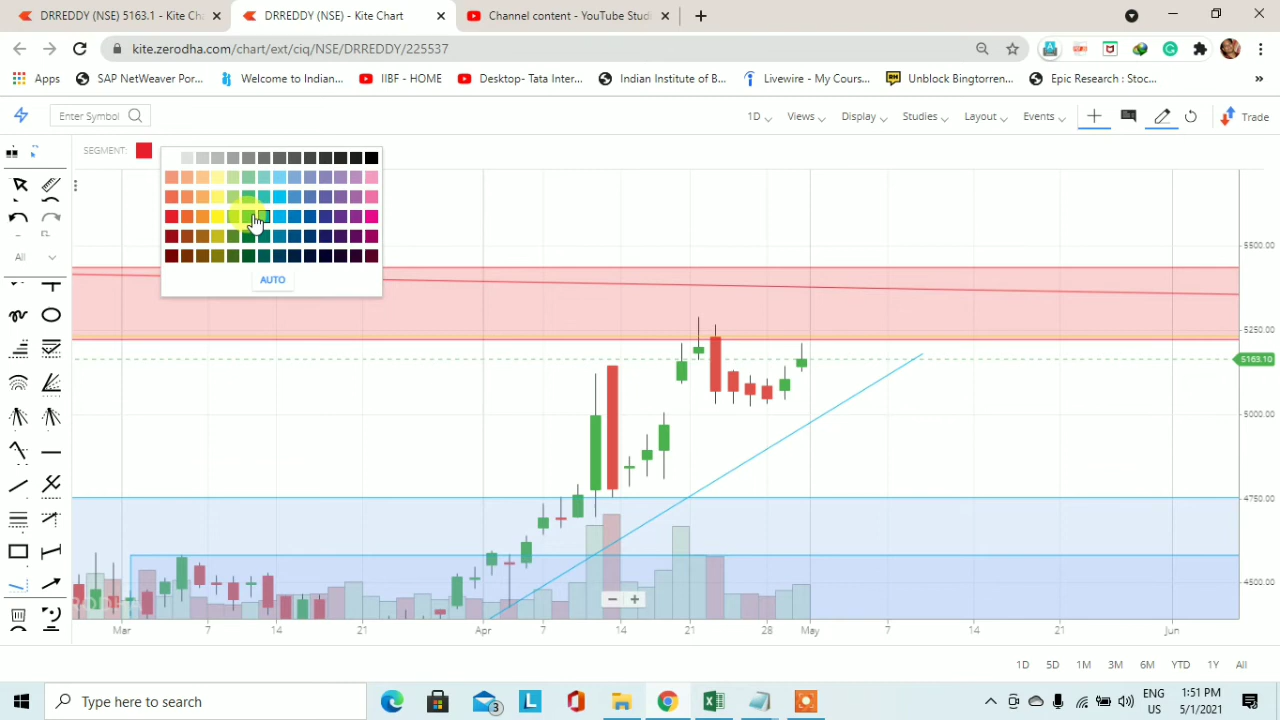 DRREDDY (NSE) 5163.1 - Kite Cha
DRREDDY (NSE) - Kite Chart
Channel content - YouTube Studi
kite.zerodha.com/chart/ext/ciq/NSE/DRREDDY/225537
Apps
SAP NetWeaver Por...
Welcome to Indian...
IIBF - HOME
Desktop- Tata Inter...
Indian Institute of B...
Livewire - My Cours...
Unblock Bingtorren...
Epic Research : Stoc...
»
Enter Symbol
1D
Views
Display
Studies
Layout
Events
Trade
SEGMENT:
All
AUTO
5500.00
5250.00
5163.10
5000.00
4750.00
4500.00
Mar 7 14 21 Apr 7 14 21 28 May 7 14 21 Jun
1D 5D 1M 3M 6M YTD 1Y All
Type here to search
3
ENG
US
1:51 PM
5/1/2021